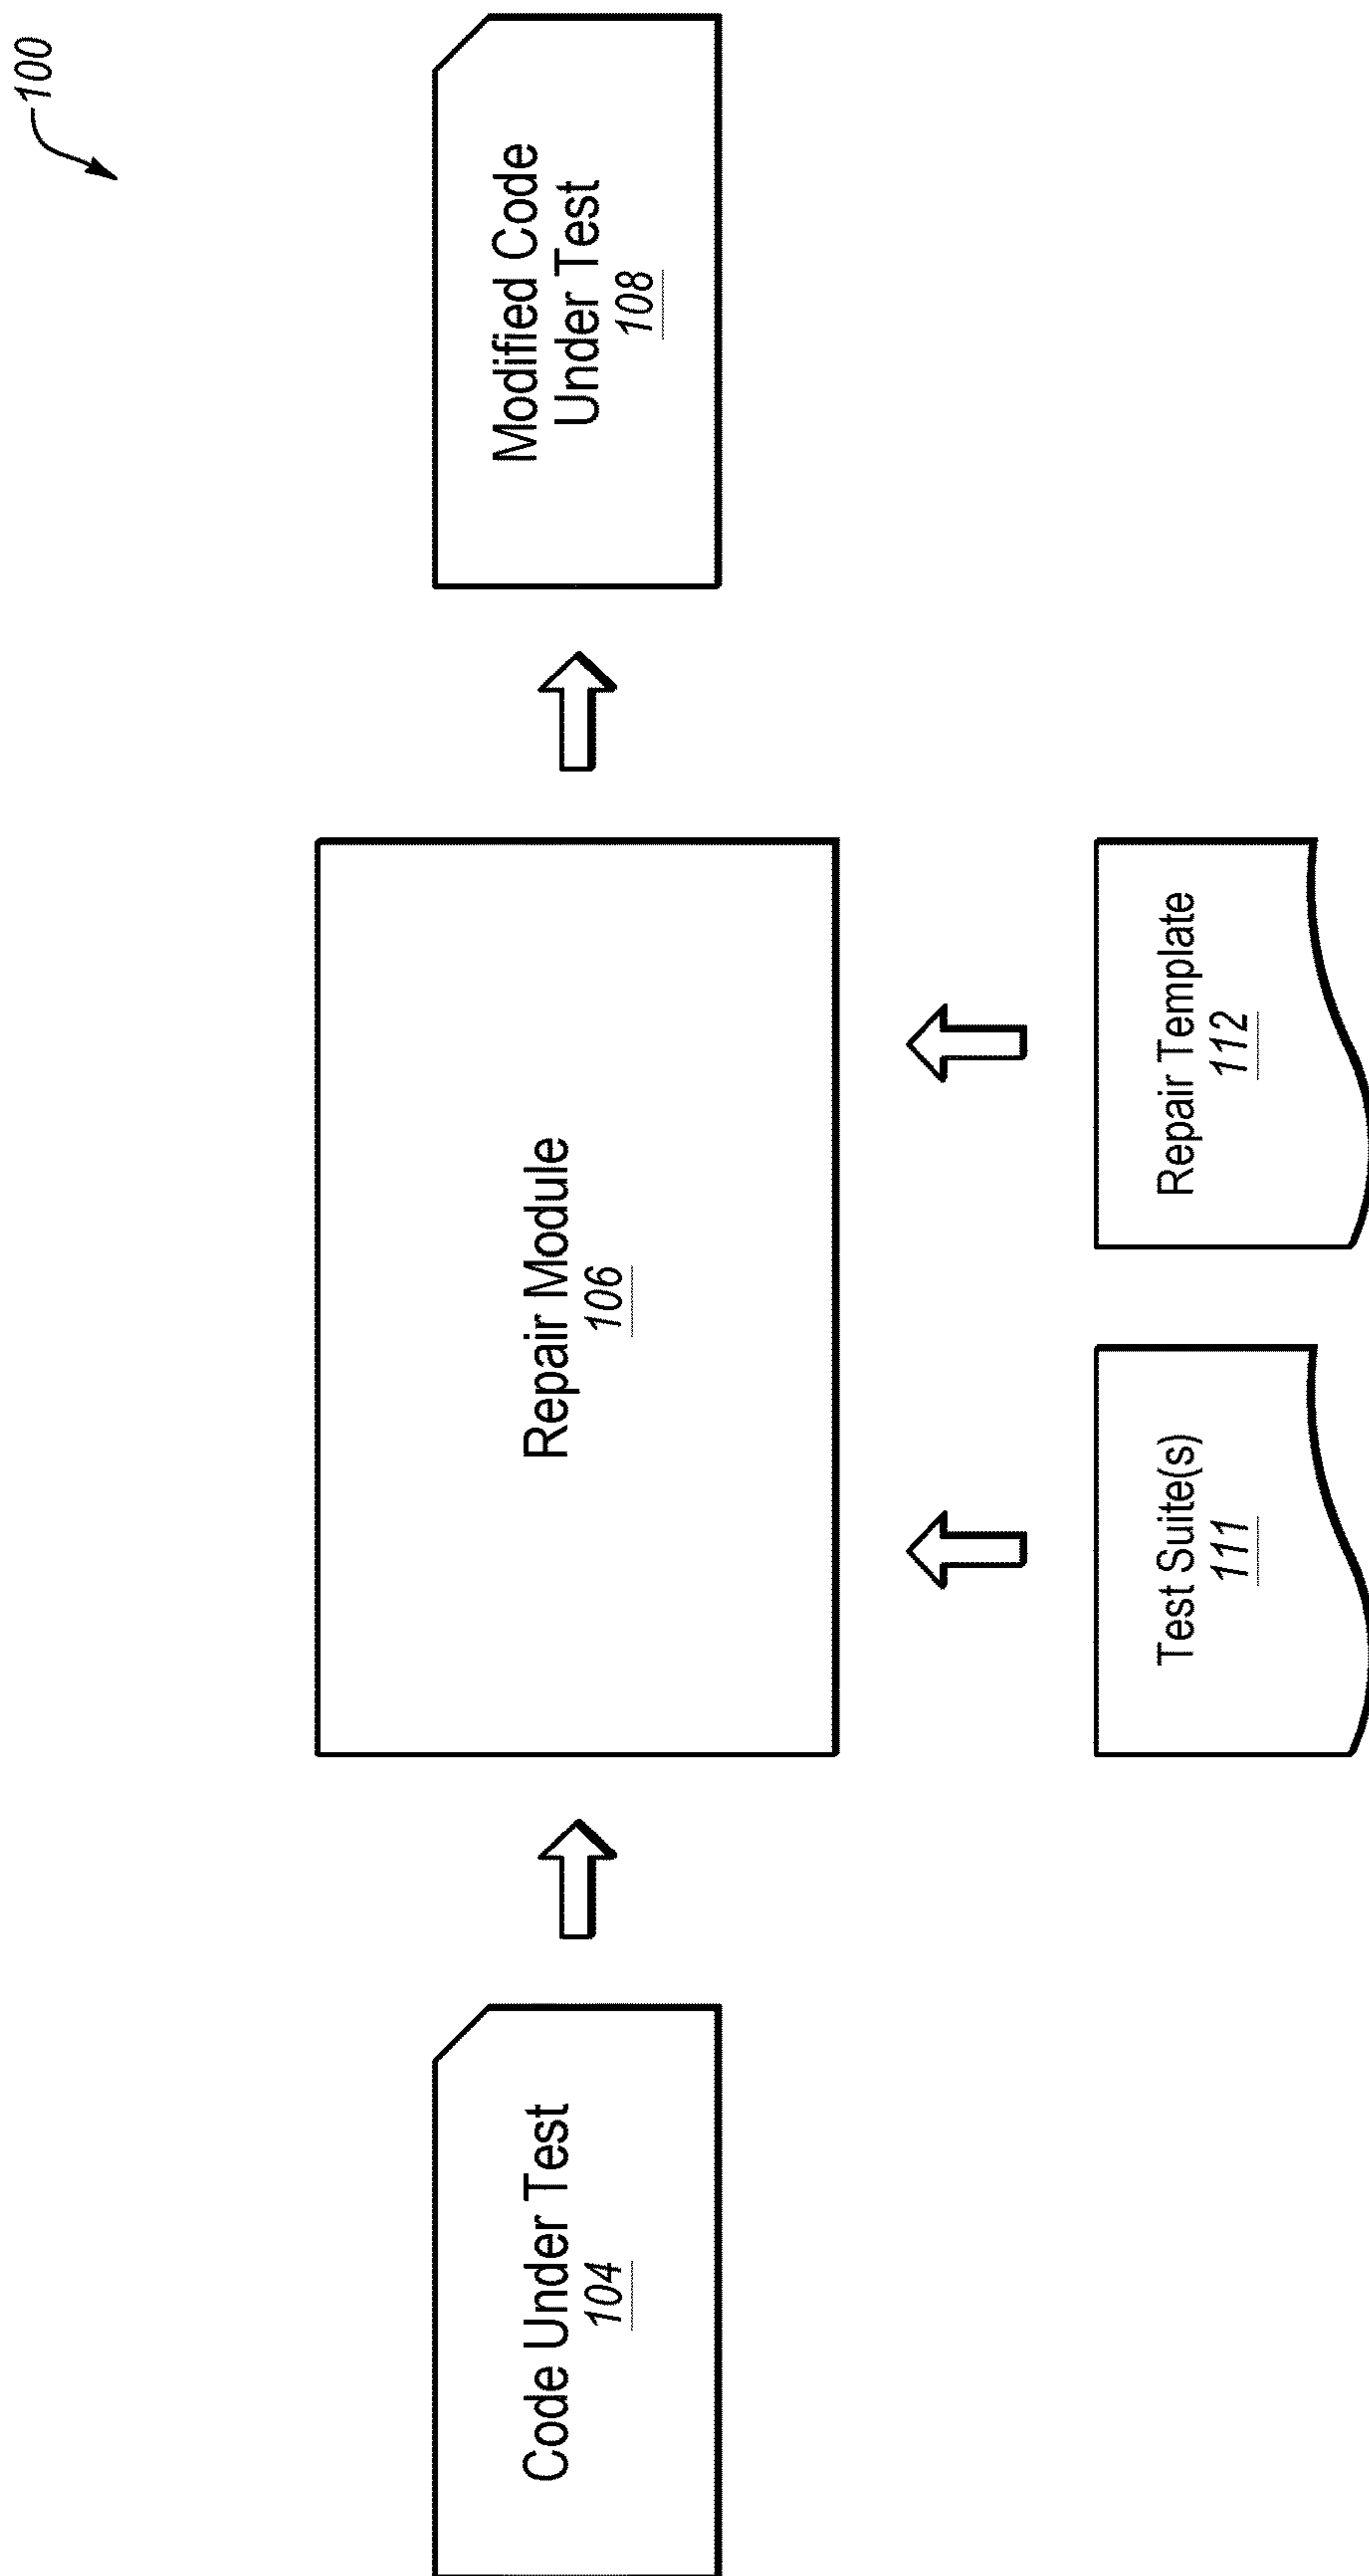 100
Code Under Test
104
Repair Module
106
Modified Code
Under Test
108
Test Suite(s)
111
Repair Template
112